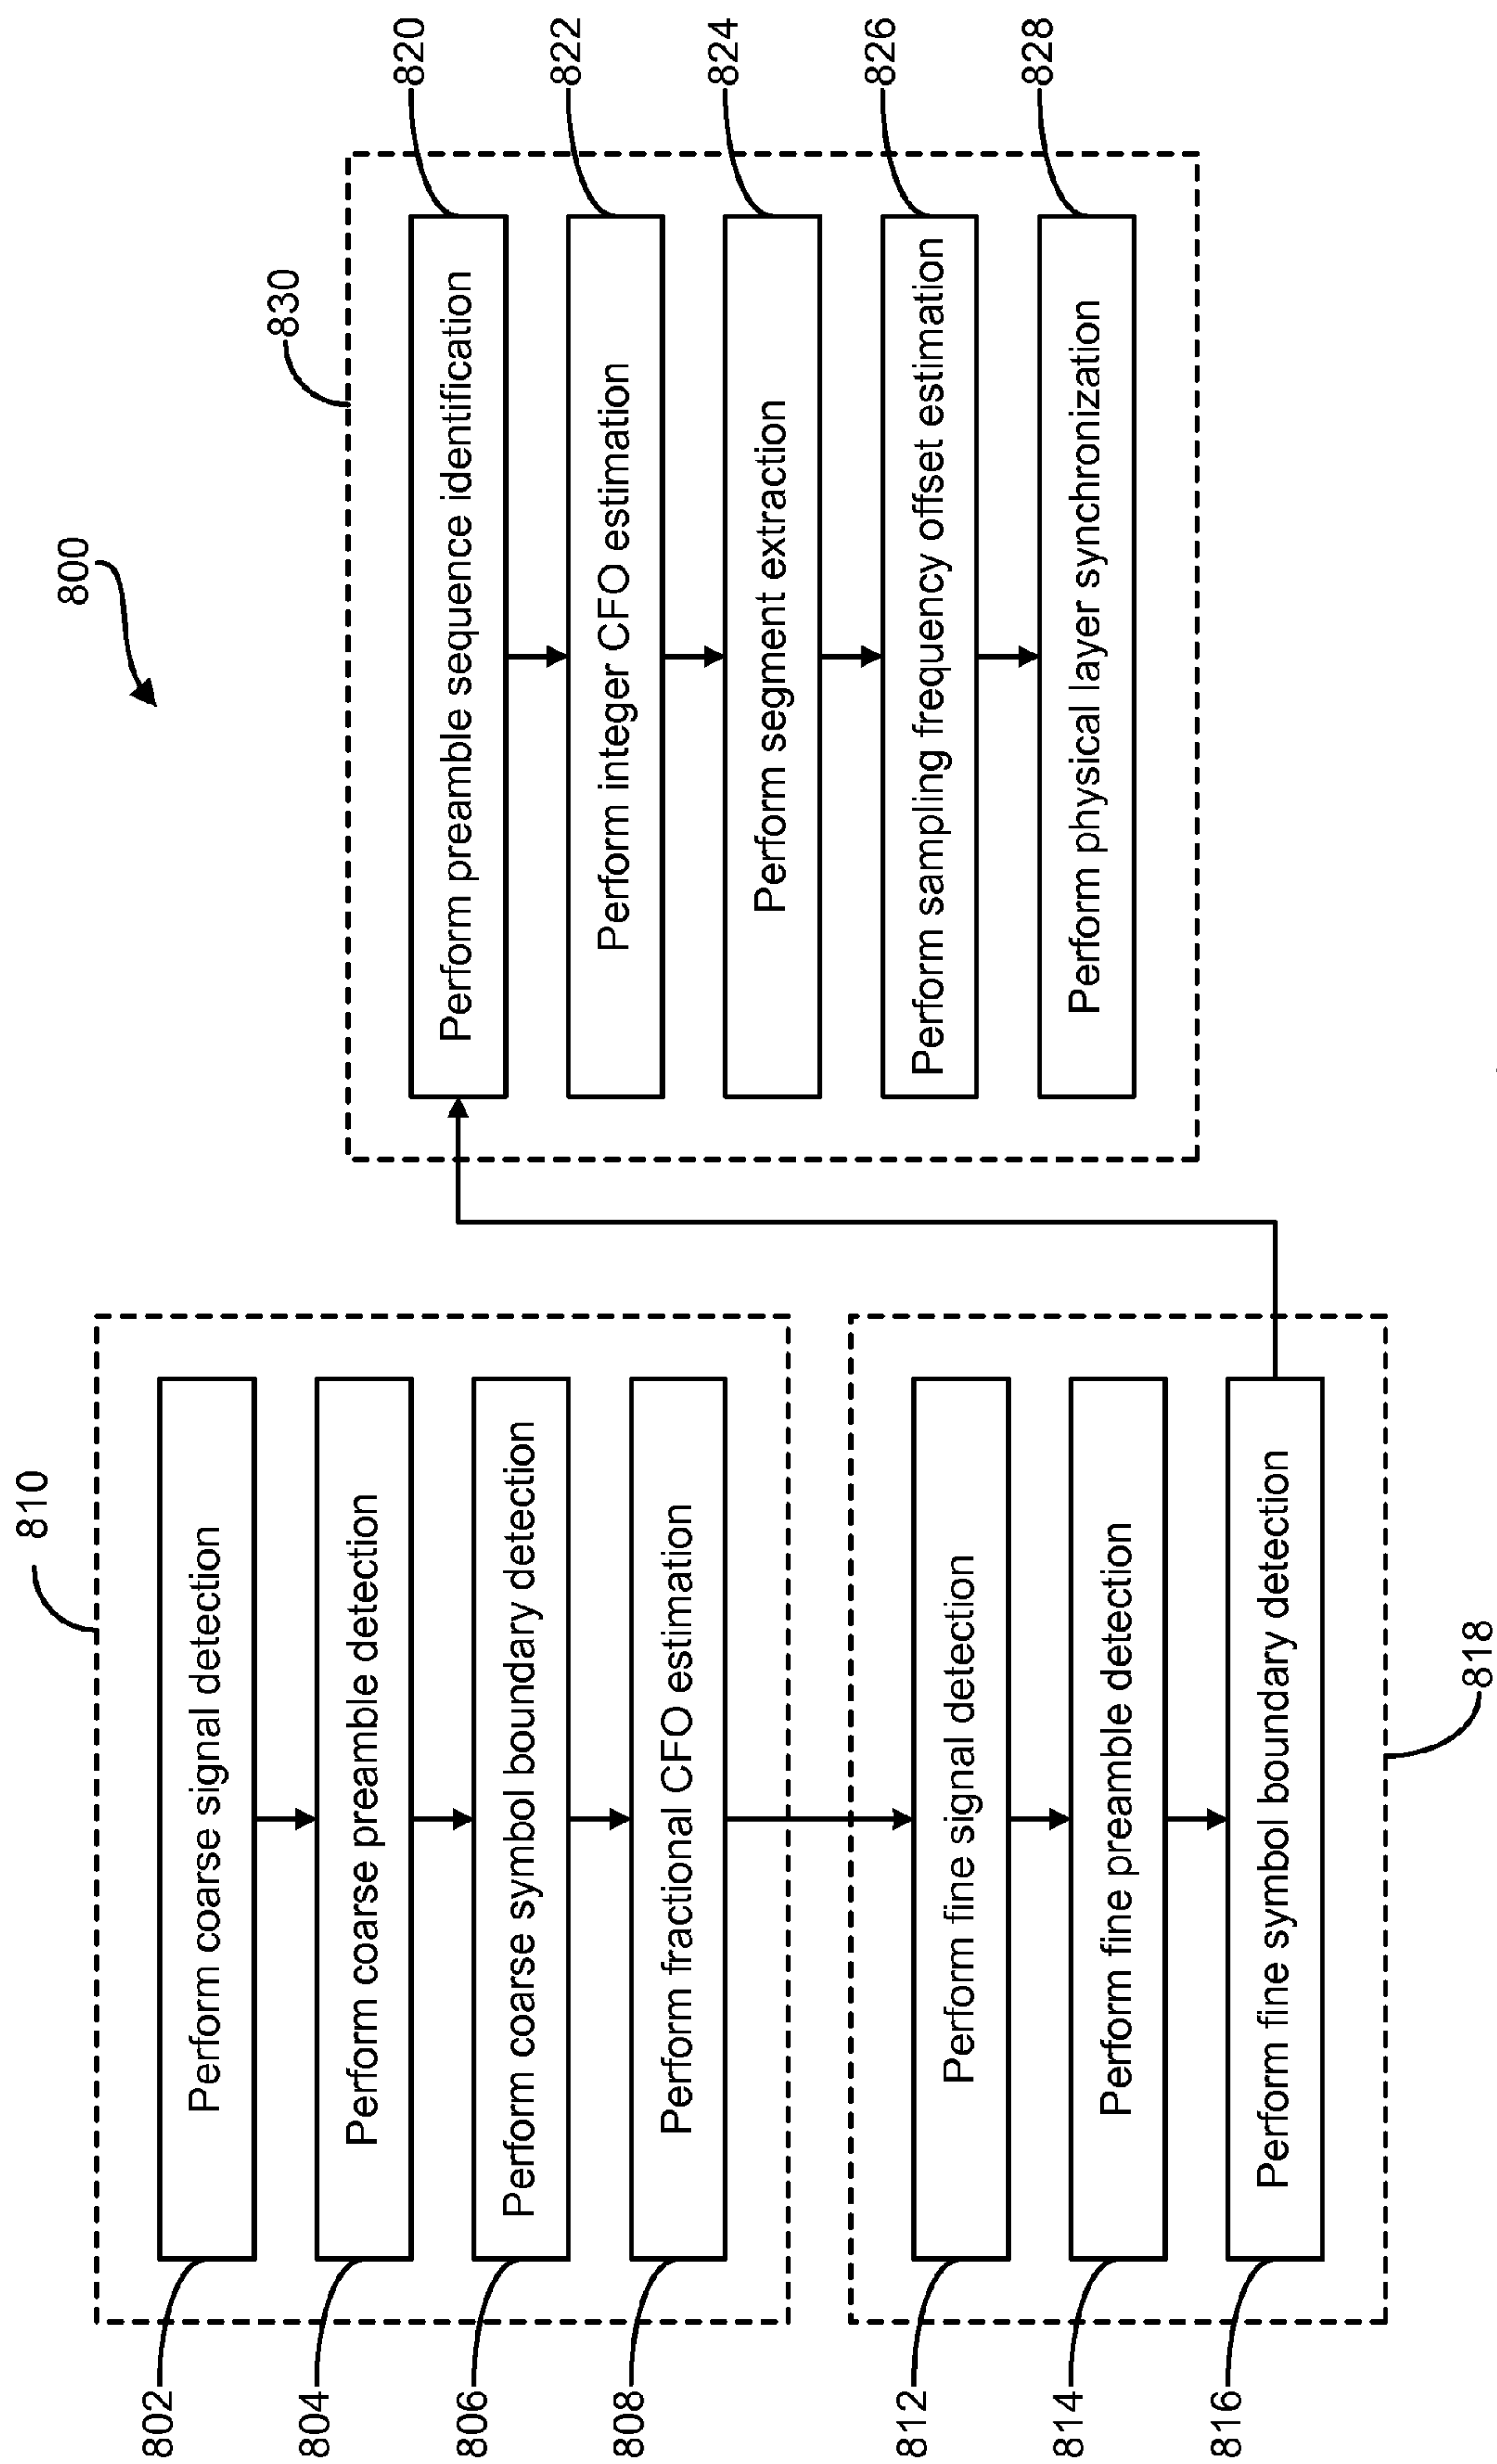 800
810
802
Perform coarse signal detection
804
Perform coarse preamble detection
806
Perform coarse symbol boundary detection
808
Perform fractional CFO estimation
812
Perform fine signal detection
814
Perform fine preamble detection
816
Perform fine symbol boundary detection
818
830
Perform preamble sequence identification
820
Perform integer CFO estimation
822
Perform segment extraction
824
Perform sampling frequency offset estimation
826
Perform physical layer synchronization
828